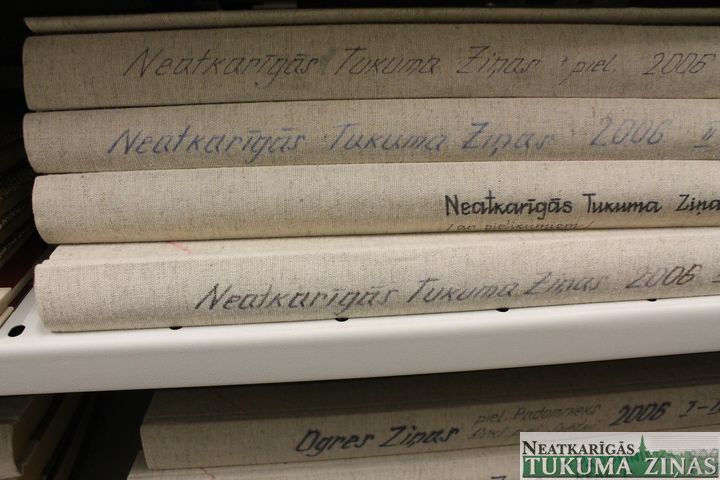 Neatkarīgās Tukuma Ziņas + piel. 2006
Neatkarīgās Tukuma Ziņas 2006
Neatkarīgās Tukuma Ziņa
Neatkarīgās Tukuma Ziņas 2006
Ogres Ziņas piel. Padomnieks 2006 I-
NEATKARĪGĀS
TUKUMA ZIŅAS